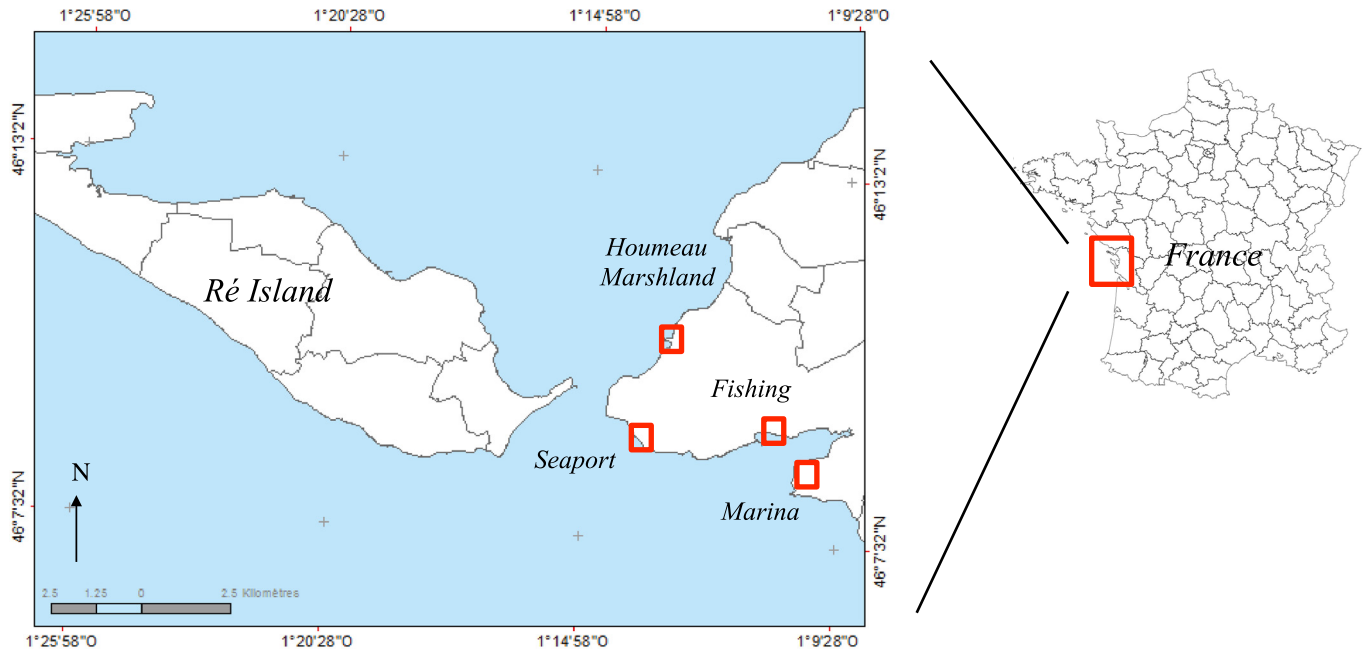 1°25'58"O
1°20'28"O
1°14'58"O
1°9'28"O
46°13'2"N
46°13'2"N
Houmeau
Marshland
Ré Island
France
Fishing
Seaport
Marina
N
46°7'32"N
46°7'32"N
2.5 1.25 0 2.5 Kilomètres
1°25'58"O
1°20'28"O
1°14'58"O
1°9'28"O